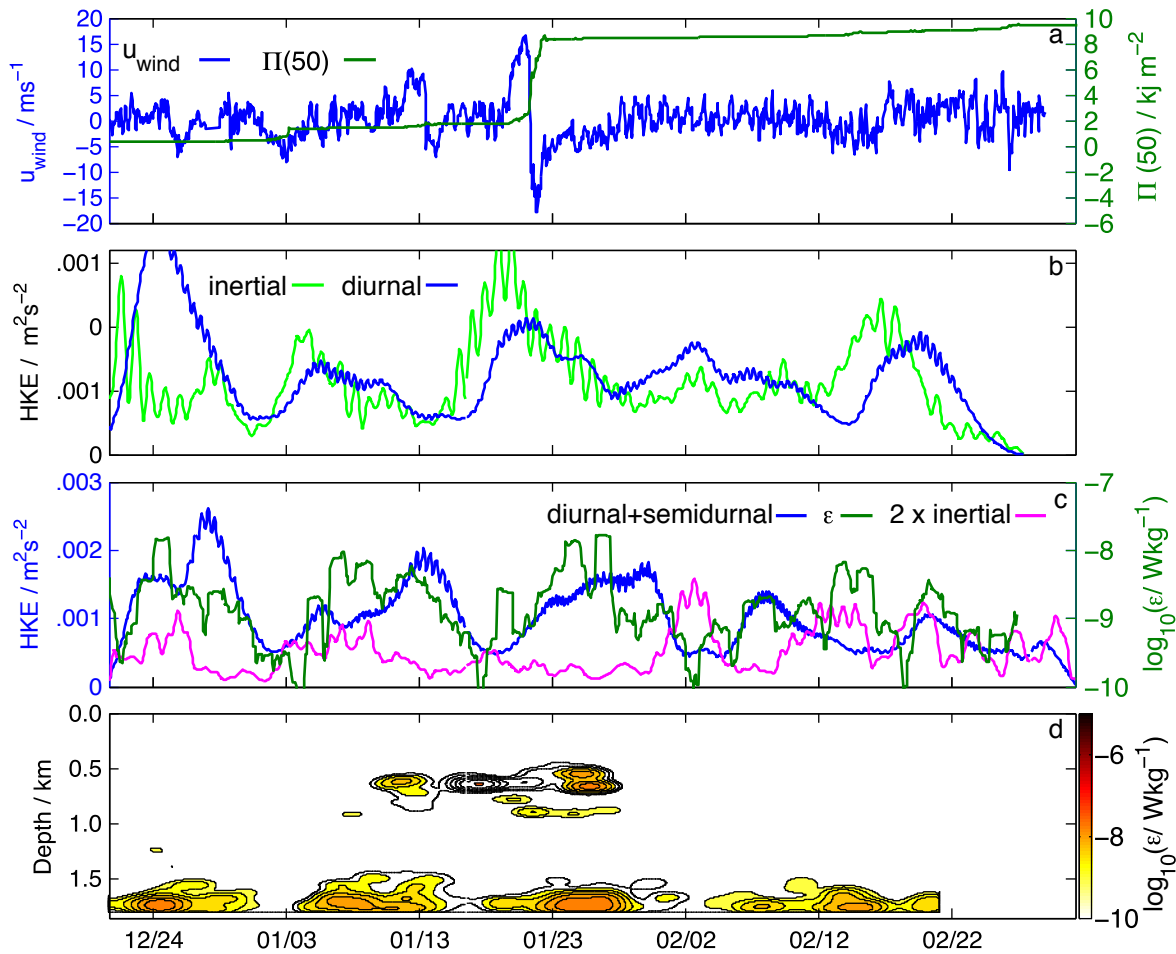 a
u_wind Π(50)
20
15
10
5
0
−5
−10
−15
−20
u_wind / ms⁻¹
10
8
6
4
2
0
−2
−4
−6
Π (50) / kj m⁻²
b
inertial diurnal
.001
0
.001
0
HKE / m²s⁻²
c
diurnal+semidurnal ε 2 x inertial
.003
.002
.001
0
HKE / m²s⁻²
−7
−8
−9
−10
log₁₀(ε/ Wkg⁻¹)
d
0.0
0.5
1.0
1.5
Depth / km
−6
−8
−10
log₁₀(ε/ Wkg⁻¹)
12/24 01/03 01/13 01/23 02/02 02/12 02/22